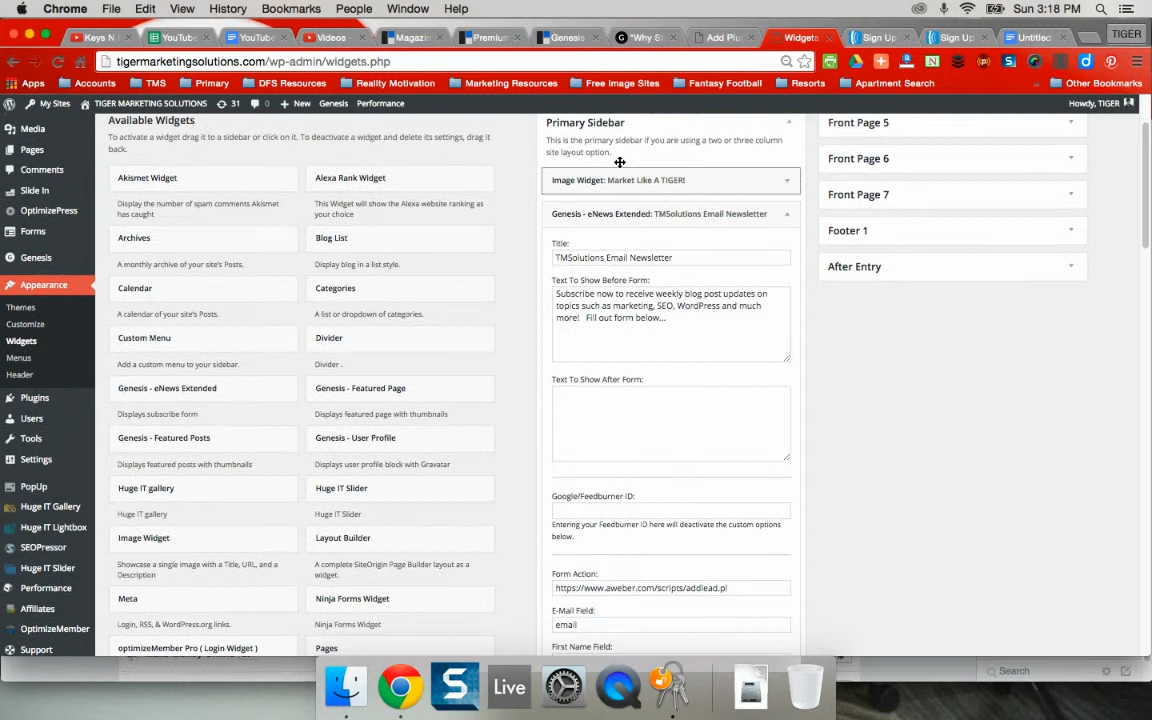 Chrome File Edit View History Bookmarks People Window Help Sun 3:18 PM
Keys N YouTube YouTube Videos Magazin Premium Genesis "Why S Add Plu Widgets Sign Up Sign Up Untitled TIGER
tigermarketingsolutions.com/wp-admin/widgets.php
Apps Accounts TMS Primary DFS Resources Reality Motivation Marketing Resources Free Image Sites Fantasy Football Resorts Apartment Search Other Bookmarks
My Sites TIGER MARKETING SOLUTIONS 31 0 New Genesis Performance Howdy, TIGER
Media
Pages
Comments
Slide In
OptimizePress
Forms
Genesis
Appearance
Themes
Customize
Widgets
Menus
Header
Plugins
Users
Tools
Settings
PopUp
Huge IT Gallery
Huge IT Lightbox
SEOPressor
Huge IT Slider
Performance
Affiliates
OptimizeMember
Support
Available Widgets
To activate a widget drag it to a sidebar or click on it. To deactivate a widget and delete its settings, drag it
back.
Akismet Widget Alexa Rank Widget
Display the number of spam comments Akismet
has caught
This Widget will show the Alexa website ranking as
your choice
Archives Blog List
A monthly archive of your site's Posts. Display blog in a list style.
Calendar Categories
A calendar of your site's Posts. A list or dropdown of categories.
Custom Menu Divider
Add a custom menu to your sidebar. Divider .
Genesis - eNews Extended Genesis - Featured Page
Displays subscribe form Displays featured page with thumbnails
Genesis - Featured Posts Genesis - User Profile
Displays featured posts with thumbnails Displays user profile block with Gravatar
Huge IT gallery Huge IT Slider
Huge IT gallery Huge IT Slider
Image Widget Layout Builder
Showcase a single image with a Title, URL, and a
Description
A complete SiteOrigin Page Builder layout as a
widget.
Meta Ninja Forms Widget
Login, RSS, & WordPress.org links. Ninja Forms Widget
optimizeMember Pro ( Login Widget ) Pages
Primary Sidebar
This is the primary sidebar if you are using a two or three column
site layout option.
Image Widget: Market Like A TIGER!
Genesis - eNews Extended: TMSolutions Email Newsletter
Title:
TMSolutions Email Newsletter
Text To Show Before Form:
Subscribe now to receive weekly blog post updates on
topics such as marketing, SEO, WordPress and much
more! Fill out form below...
Text To Show After Form:
Google/Feedburner ID:
Entering your Feedburner ID here will deactivate the custom options
below.
Form Action:
https://www.aweber.com/scripts/addlead.pl
E-Mail Field:
email
First Name Field:
Front Page 5
Front Page 6
Front Page 7
Footer 1
After Entry
Search
Live